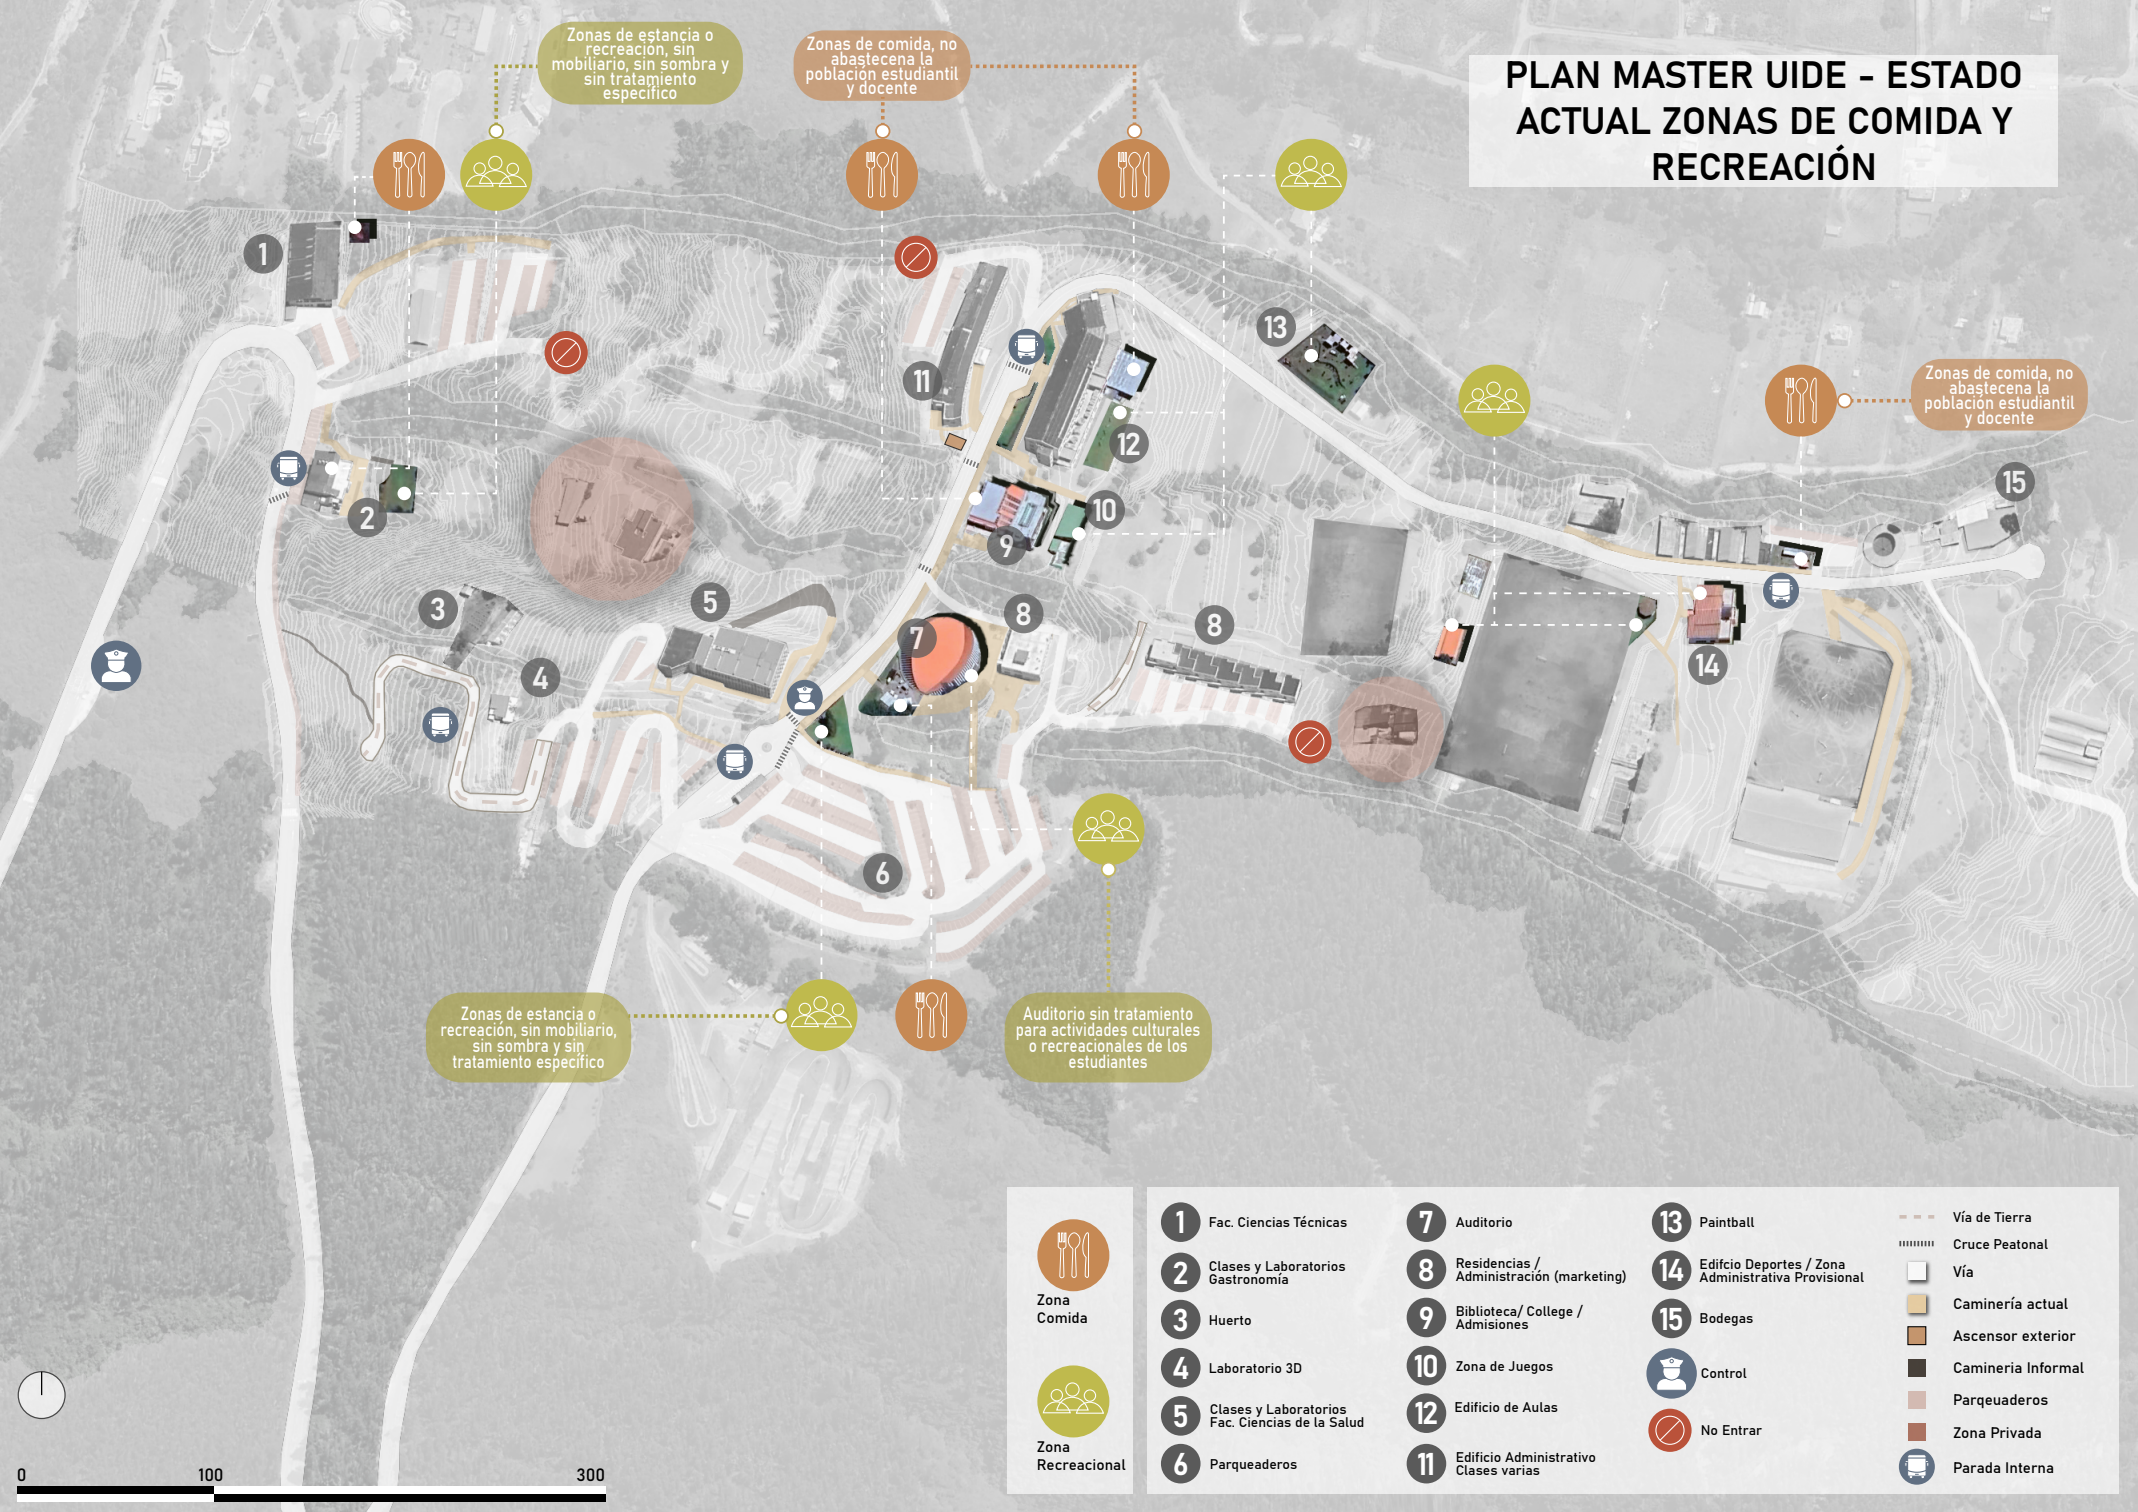 PLAN MASTER UIDE - ESTADO
ACTUAL ZONAS DE COMIDA Y
RECREACIÓN
Zonas de estancia o
recreación, sin
mobiliario, sin sombra y
sin tratamiento
específico
Zonas de comida, no
abastecena la
población estudiantil
y docente
Zonas de comida, no
abastecena la
población estudiantil
y docente
1
2
3
4
5
6
7
8
8
9
10
11
12
13
14
15
Zonas de estancia o
recreación, sin mobiliario,
sin sombra y sin
tratamiento específico
Auditorio sin tratamiento
para actividades culturales
o recreacionales de los
estudiantes
Zona
Comida
Zona
Recreacional
1 Fac. Ciencias Técnicas
2 Clases y Laboratorios
Gastronomía
3 Huerto
4 Laboratorio 3D
5 Clases y Laboratorios
Fac. Ciencias de la Salud
6 Parqueaderos
7 Auditorio
8 Residencias /
Administración (marketing)
9 Biblioteca/ College /
Admisiones
10 Zona de Juegos
12 Edificio de Aulas
11 Edificio Administrativo
Clases varias
13 Paintball
14 Edifcio Deportes / Zona
Administrativa Provisional
15 Bodegas
Control
No Entrar
Vía de Tierra
Cruce Peatonal
Vía
Caminería actual
Ascensor exterior
Camineria Informal
Parqeuaderos
Zona Privada
Parada Interna
0 100 300